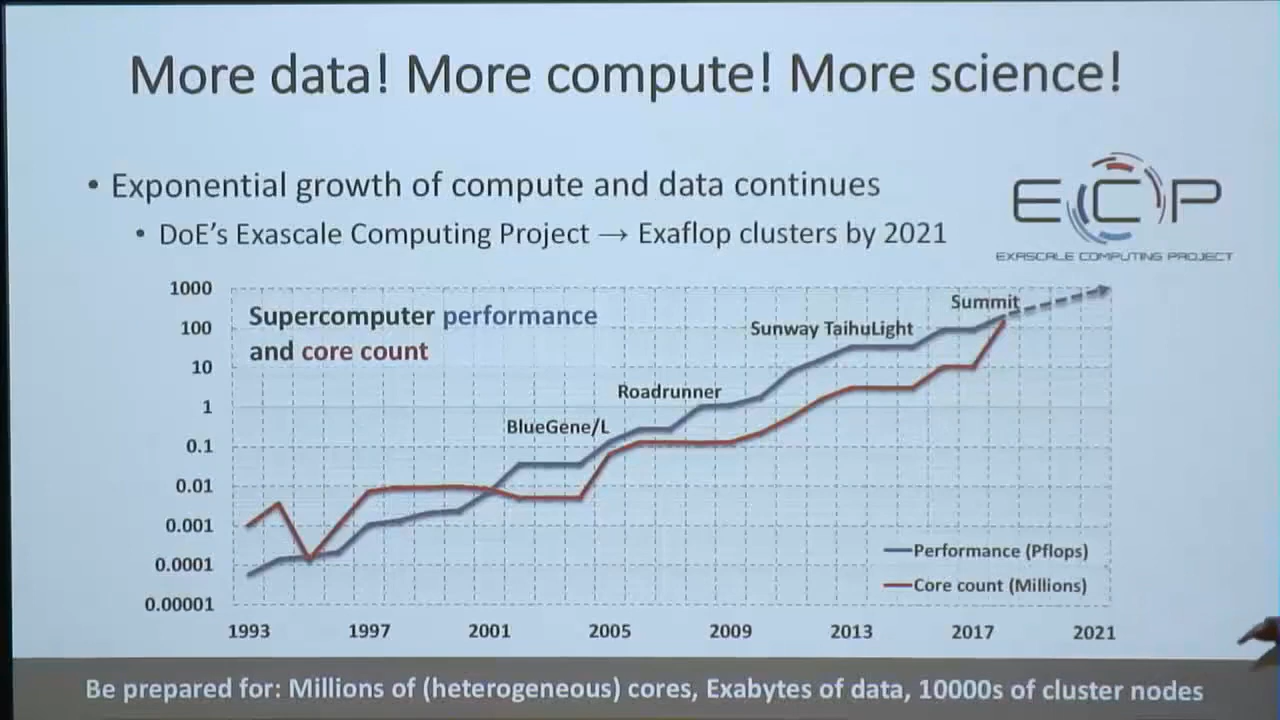 More data! More compute! More science!
• Exponential growth of compute and data continues
• DoE's Exascale Computing Project → Exaflop clusters by 2021
ECP
EXASCALE COMPUTING PROJECT
1000
100
10
1
0.1
0.01
0.001
0.0001
0.00001
Supercomputer performance
and core count
BlueGene/L
Roadrunner
Sunway TaihuLight
Summit
Performance (Pflops)
Core count (Millions)
1993 1997 2001 2005 2009 2013 2017 2021
Be prepared for: Millions of (heterogeneous) cores, Exabytes of data, 10000s of cluster nodes